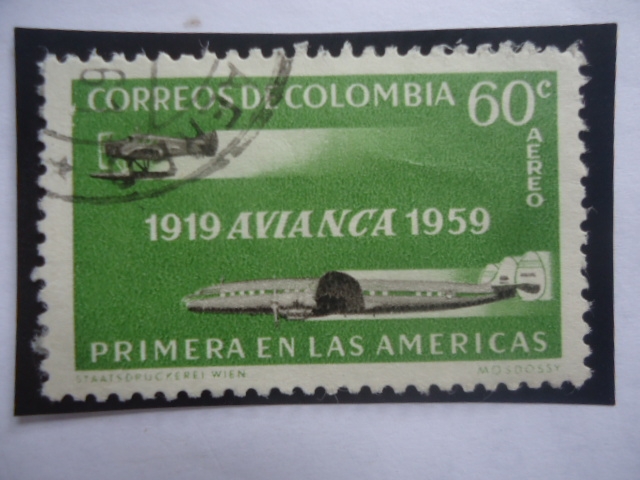 CORREOS DE COLOMBIA 60c
AEREO
1919 AVIANCA 1959
PRIMERA EN LAS AMERICAS
STAATSDRUCKEREI WIEN
MOSDOSSY